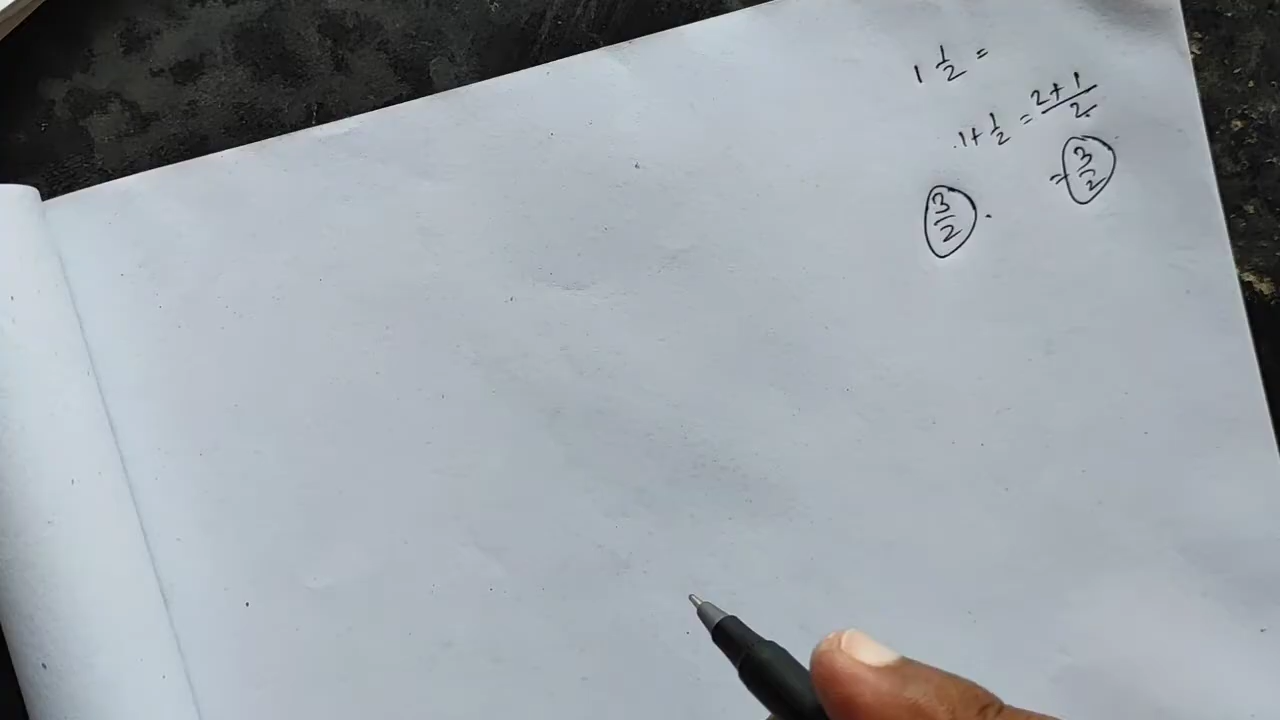 1 1/2 =
1 + 1/2 = 2+1/2
= 3/2
3/2